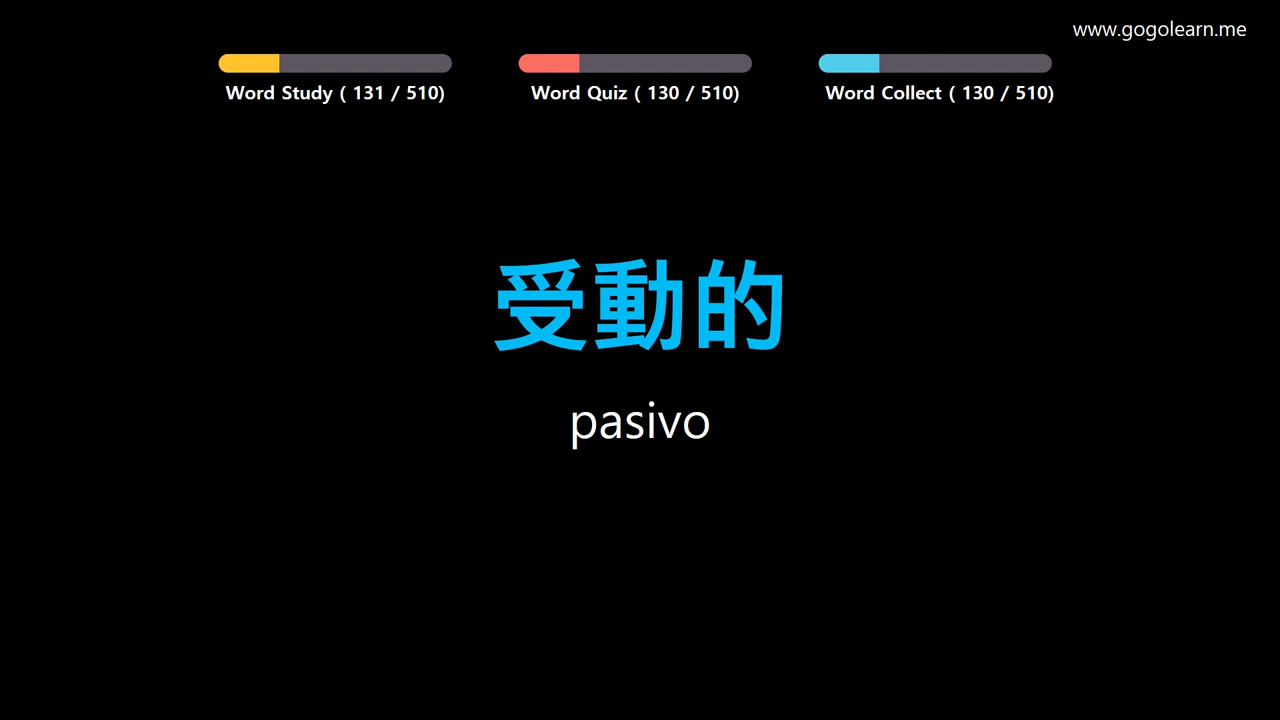 www.gogolearn.me
Word Study ( 131 / 510)
Word Quiz ( 130 / 510)
Word Collect ( 130 / 510)
受動的
pasivo